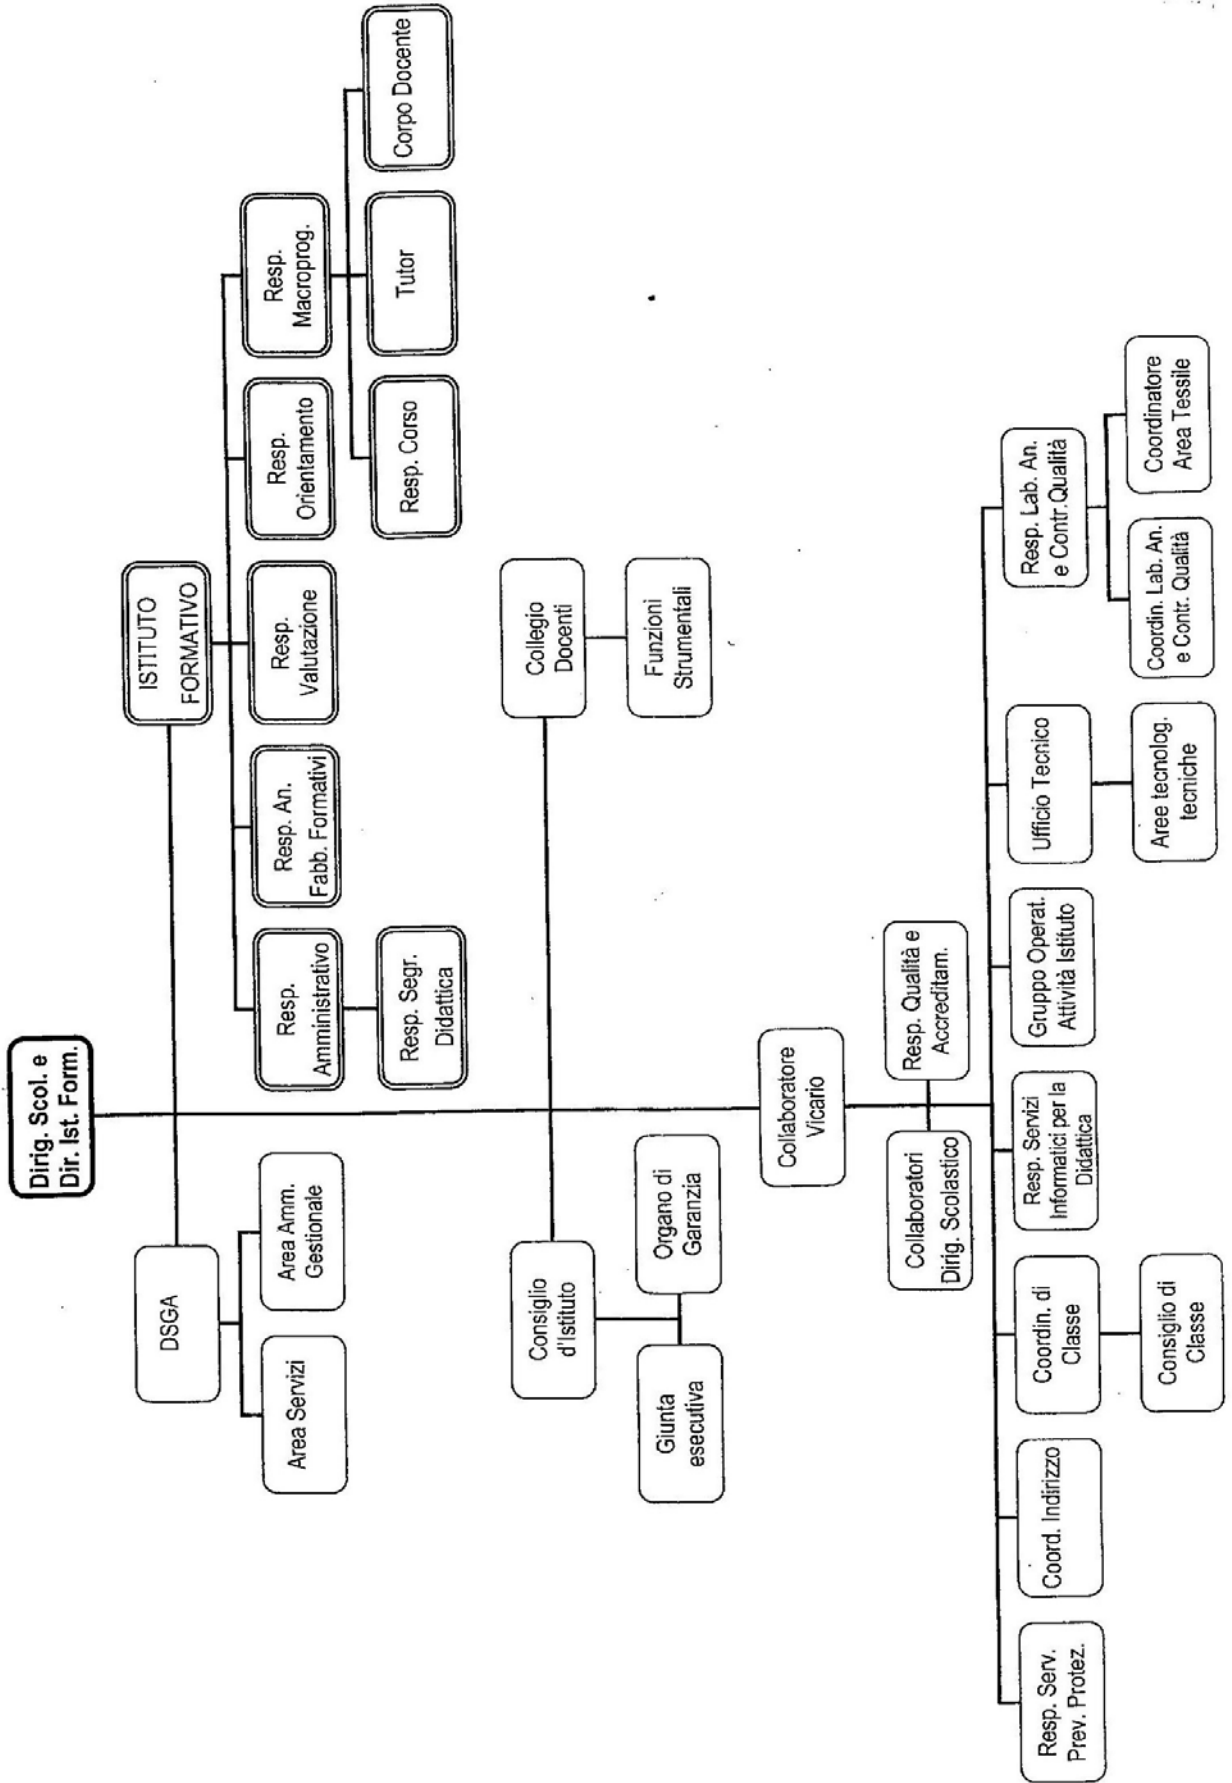 Dirig. Scol. e
Dir. Ist. Form.
DSGA
ISTITUTO
FORMATIVO
Area Servizi
Area Amm.
Gestionale
Resp.
Amministrativo
Resp. An.
Fabb. Formativi
Resp.
Valutazione
Resp.
Orientamento
Resp.
Macroprog.
Resp. Segr.
Didattica
Resp. Corso
Tutor
Corpo Docente
Consiglio
d'Istituto
Collegio
Docenti
Giunta
esecutiva
Organo di
Garanzia
Funzioni
Strumentali
Collaboratore
Vicario
Collaboratori
Dirig. Scolastico
Resp. Qualità e
Accreditam.
Resp. Serv.
Prev. Protez.
Coord. Indirizzo
Coordin. di
Classe
Resp. Servizi
Informatici per la
Didattica
Gruppo Operat.
Attività Istituto
Ufficio Tecnico
Resp. Lab. An.
e Contr.Qualità
Consiglio di
Classe
Aree tecnolog.
tecniche
Coordin. Lab. An.
e Contr. Qualità
Coordinatore
Area Tessile